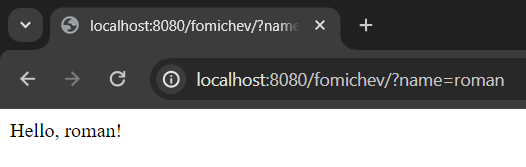 localhost:8080/fomichev/?name
localhost:8080/fomichev/?name=roman
Hello, roman!